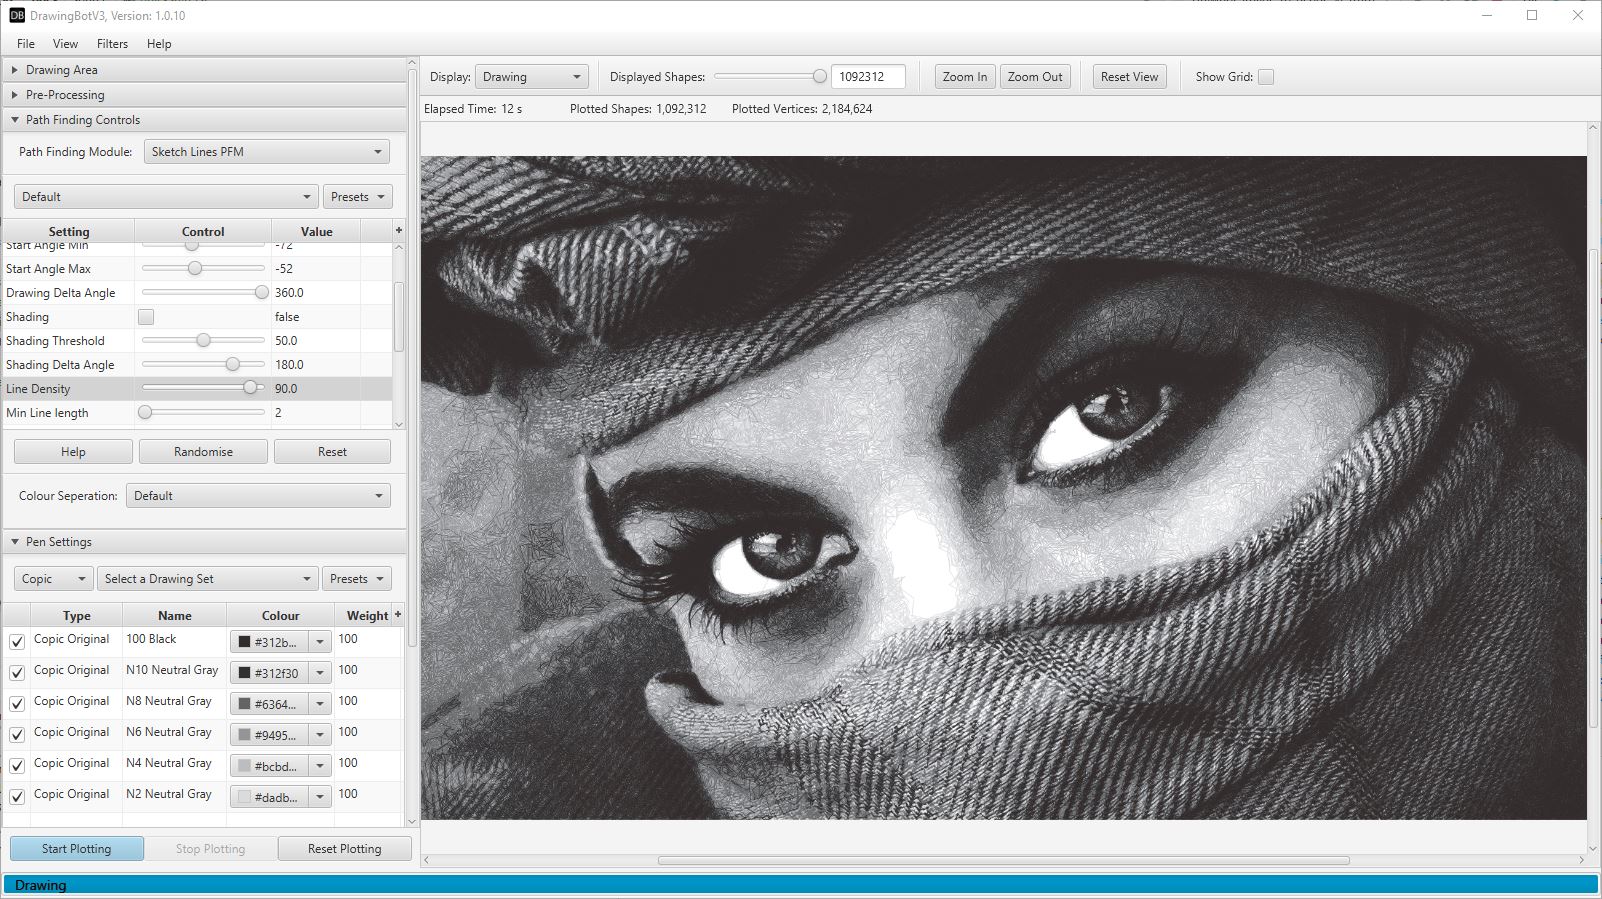 DB DrawingBotV3, Version: 1.0.10
File View Filters Help
Drawing Area
Pre-Processing
Path Finding Controls
Path Finding Module: Sketch Lines PFM
Default Presets
Setting Control Value +
Start Angle Min -72
Start Angle Max -52
Drawing Delta Angle 360.0
Shading false
Shading Threshold 50.0
Shading Delta Angle 180.0
Line Density 90.0
Min Line length 2
Help Randomise Reset
Colour Seperation: Default
Pen Settings
Copic Select a Drawing Set Presets
Type Name Colour Weight +
Copic Original 100 Black #312b... 100
Copic Original N10 Neutral Gray #312f30 100
Copic Original N8 Neutral Gray #6364... 100
Copic Original N6 Neutral Gray #9495... 100
Copic Original N4 Neutral Gray #bcbd... 100
Copic Original N2 Neutral Gray #dadb... 100
Start Plotting Stop Plotting Reset Plotting
Display: Drawing Displayed Shapes: 1092312 Zoom In Zoom Out Reset View Show Grid:
Elapsed Time: 12 s Plotted Shapes: 1,092,312 Plotted Vertices: 2,184,624
Drawing